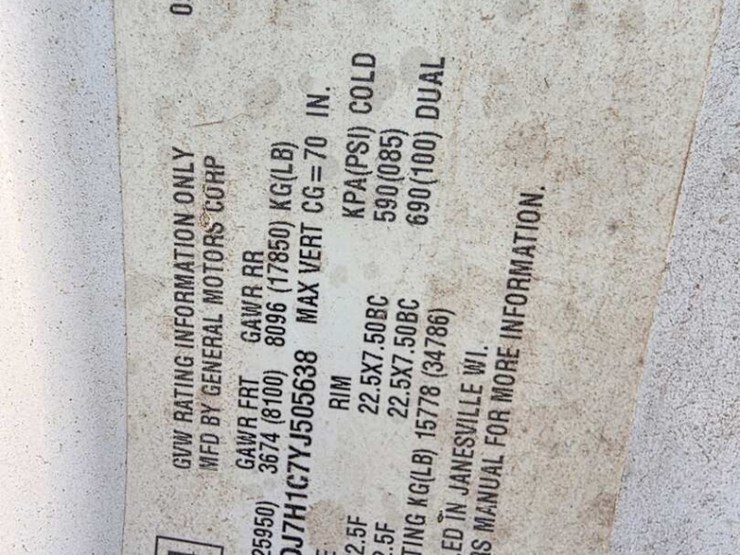 GVW RATING INFORMATION ONLY
MFD BY GENERAL MOTORS CORP
GAWR FRT GAWR RR
25950) 3674 (8100) 8096 (17850) KG(LB)
DJ7H1C7YJ505638 MAX VERT CG=70 IN.
RIM KPA(PSI) COLD
2.5F 22.5X7.50BC 590(085)
2.5F 22.5X7.50BC 690(100) DUAL
TING KG(LB) 15778 (34786)
ED IN JANESVILLE WI.
S MANUAL FOR MORE INFORMATION.